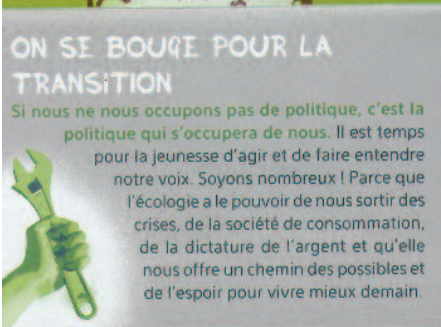 ON SE BOUGE POUR LA
TRANSITION
Si nous ne nous occupons pas de politique, c'est la
politique qui s'occupera de nous. Il est temps
pour la jeunesse d'agir et de faire entendre
notre voix. Soyons nombreux ! Parce que
l'écologie a le pouvoir de nous sortir des
crises, de la société de consommation,
de la dictature de l'argent et qu'elle
nous offre un chemin des possibles et
de l'espoir pour vivre mieux demain.